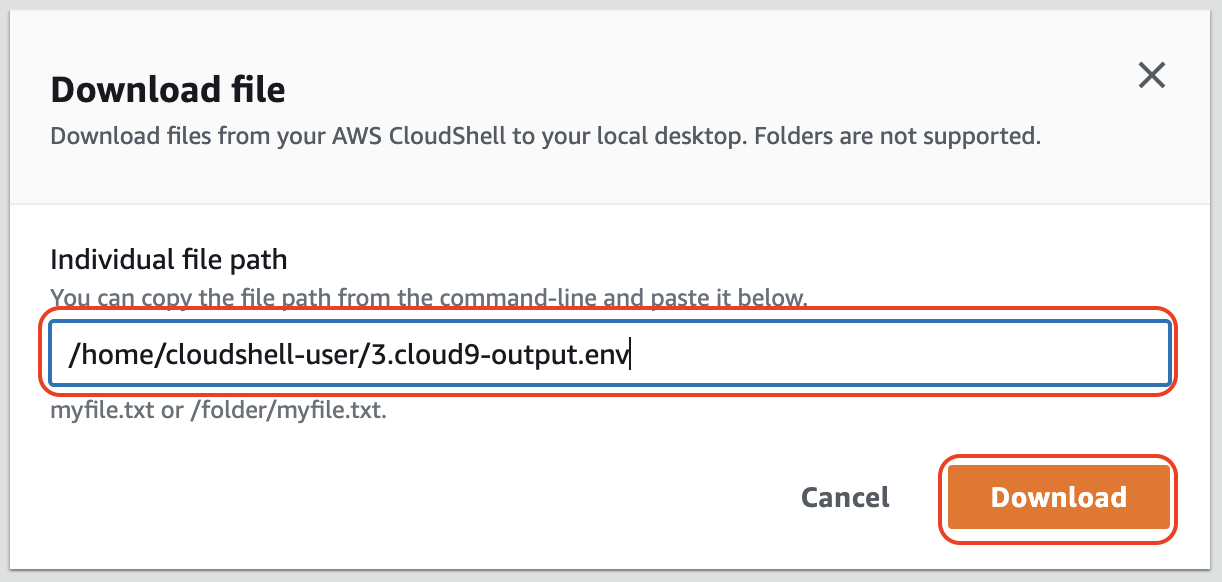 Download file
Download files from your AWS CloudShell to your local desktop. Folders are not supported.
Individual file path
You can copy the file path from the command-line and paste it below.
/home/cloudshell-user/3.cloud9-output.env
myfile.txt or /folder/myfile.txt.
Cancel
Download